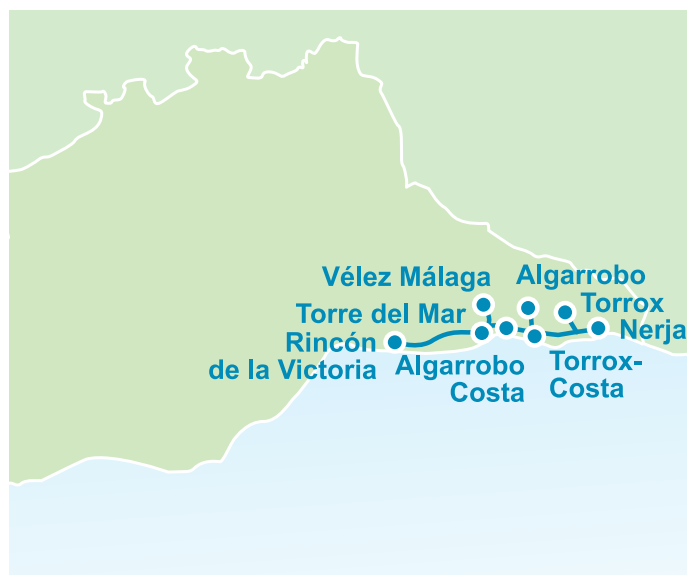 Vélez Málaga
Algarrobo
Torre del Mar
Torrox
Nerja
Rincón
de la Victoria
Algarrobo
Costa
Torrox-
Costa